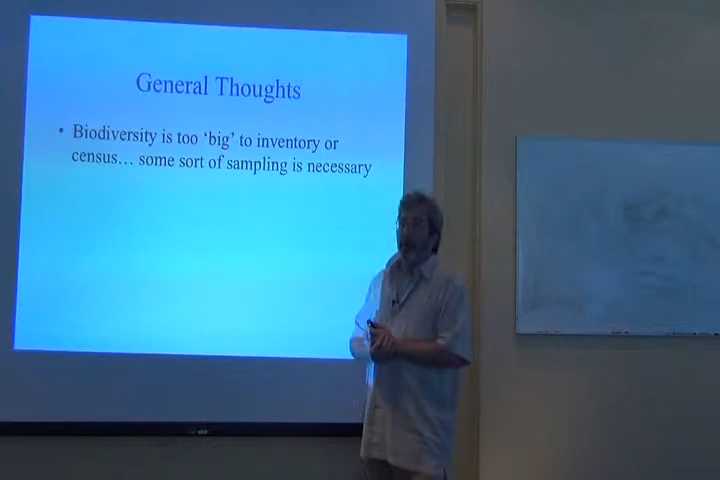 General Thoughts
• Biodiversity is too ‘big’ to inventory or
census… some sort of sampling is necessary